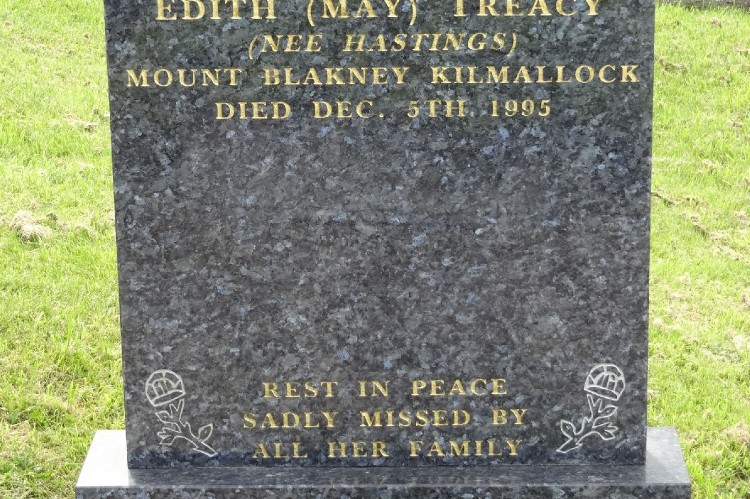 EDITH (MAY) TREACY
(NEE HASTINGS)
MOUNT BLAKNEY KILMALLOCK
DIED DEC. 5TH 1995
REST IN PEACE
SADLY MISSED BY
ALL HER FAMILY